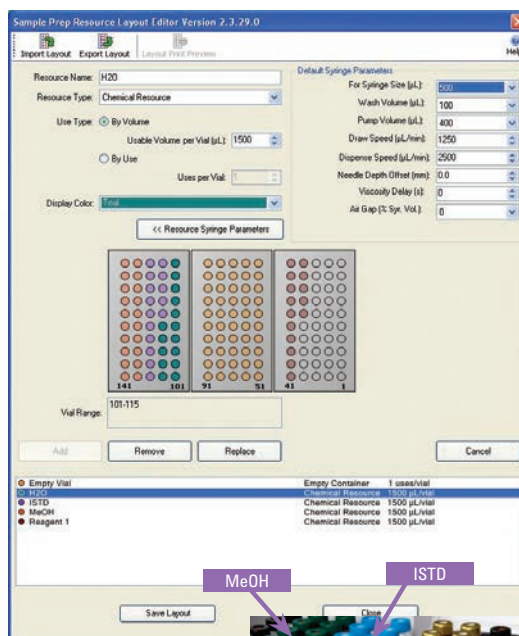 Sample Prep Resource Layout Editor Version 2.3.29.0
Import Layout Export Layout Layout Print Preview Help
Resource Name: H2O
Resource Type: Chemical Resource
Use Type: By Volume
Usable Volume per Vial (µL): 1500
By Use
Uses per Vial: 1
Display Color: Teal
<< Resource Syringe Parameters
Default Syringe Parameters
For Syringe Size (µL): 500
Wash Volume (µL): 100
Pump Volume (µL): 400
Draw Speed (µL/min): 1250
Dispense Speed (µL/min): 2500
Needle Depth Offset (mm): 0.0
Viscosity Delay (s): 0
Air Gap (% Syr. Vol.): 0
141 101 91 51 41 1
Vial Range: 101-115
Add Remove Replace Cancel
Empty Vial Empty Container 1 uses/vial
H2O Chemical Resource 1500 µL/vial
ISTD Chemical Resource 1500 µL/vial
MeOH Chemical Resource 1500 µL/vial
Reagent 1 Chemical Resource 1500 µL/vial
MeOH ISTD
Save Layout Close